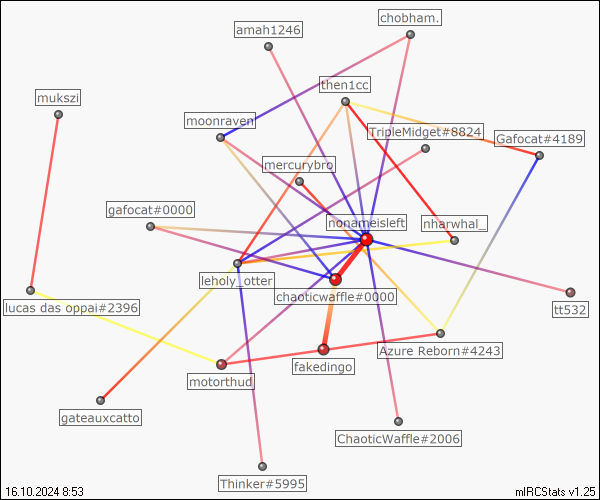 chobham.
amah1246
then1cc
mukszi
moonraven
TripleMidget#8824
Gafocat#4189
mercurybro
gafocat#0000
nonameisleft
nharwhal_
leholy_otter
chaoticwaffle#0000
lucas das oppai#2396
tt532
Azure Reborn#4243
fakedingo
motorthud
gateauxcatto
ChaoticWaffle#2006
Thinker#5995
16.10.2024 8:53
mIRCStats v1.25